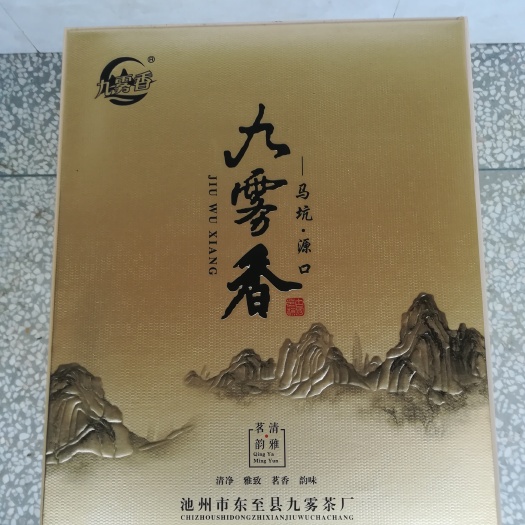 九雾香®
九雾香
JIU WU XIANG
—马坑·源口
清雅
茗韵
Qing Ya
Ming Yun
清净 雅致 茗香 韵味
池州市东至县九雾茶厂
CHIZHOUSHIDONGZHIXIANJIUWUCHACHANG